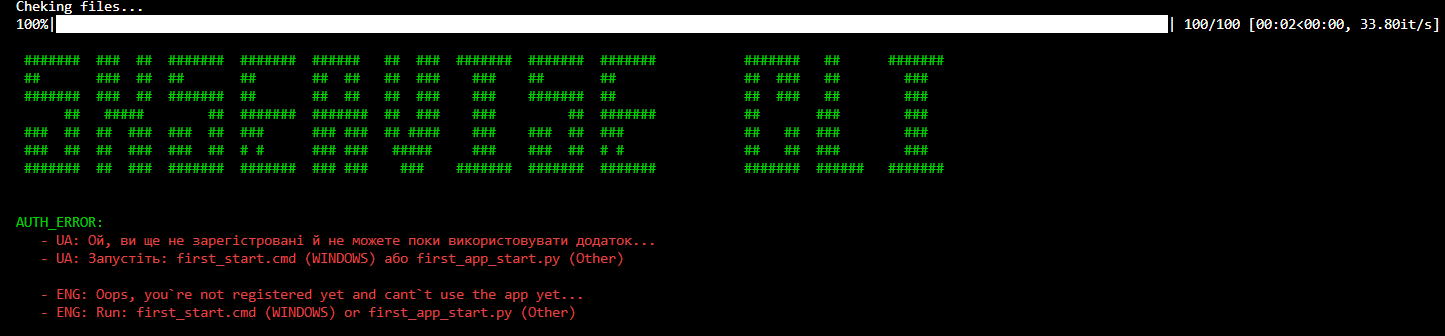 Cheking files...
100%| | 100/100 [00:02<00:00, 33.80it/s]
AUTH_ERROR:
- UA: Ой, ви ще не зарегістровані й не можете поки використовувати додаток...
- UA: Запустіть: first_start.cmd (WINDOWS) або first_app_start.py (Other)
- ENG: Oops, you`re not registered yet and cant`t use the app yet...
- ENG: Run: first_start.cmd (WINDOWS) or first_app_start.py (Other)